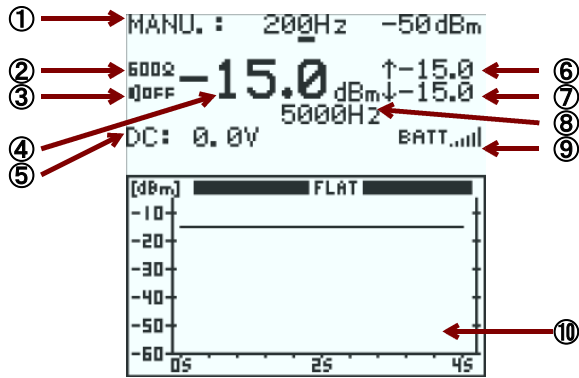 ① MANU.: 200Hz -50dBm
② 600Ω -15.0 dBm ↑-15.0 ⑥
③ OFF ↓-15.0 ⑦
④ 5000Hz ⑧
⑤ DC: 0.0V BATT ⑨
[dBm] FLAT
-10
-20
-30
-40
-50 ⑩
-60
0S 2S 4S